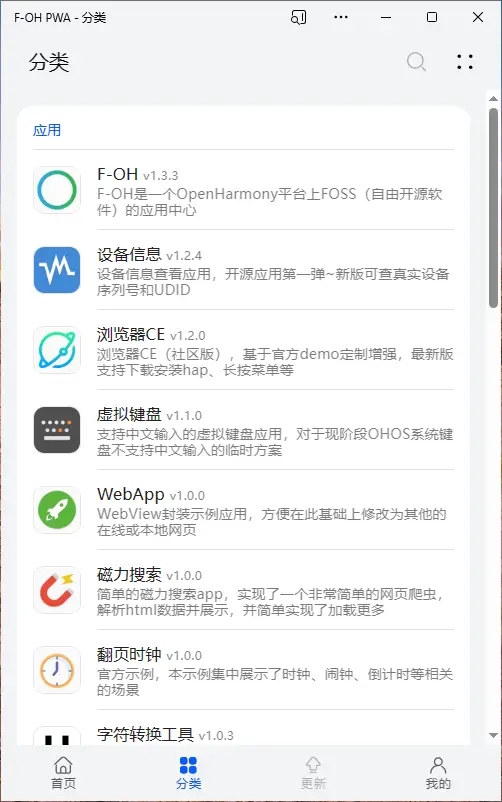 F-OH PWA - 分类
分类
应用
F-OH v1.3.3
F-OH是一个OpenHarmony平台上FOSS（自由开源软
件）的应用中心
设备信息 v1.2.4
设备信息查看应用，开源应用第一弹~新版可查真实设备
序列号和UDID
浏览器CE v1.2.0
浏览器CE（社区版），基于官方demo定制增强，最新版
支持下载安装hap、长按菜单等
虚拟键盘 v1.1.0
支持中文输入的虚拟键盘应用，对于现阶段OHOS系统键
盘不支持中文输入的临时方案
WebApp v1.0.0
WebView封装示例应用，方便在此基础上修改为其他的
在线或本地网页
磁力搜索 v1.0.0
简单的磁力搜索app，实现了一个非常简单的网页爬虫，
解析html数据并展示，并简单实现了加载更多
翻页时钟 v1.0.0
官方示例，本示例集中展示了时钟、闹钟、倒计时等相关
的场景
字符转换工具 v1.0.3
首页
分类
更新
我的